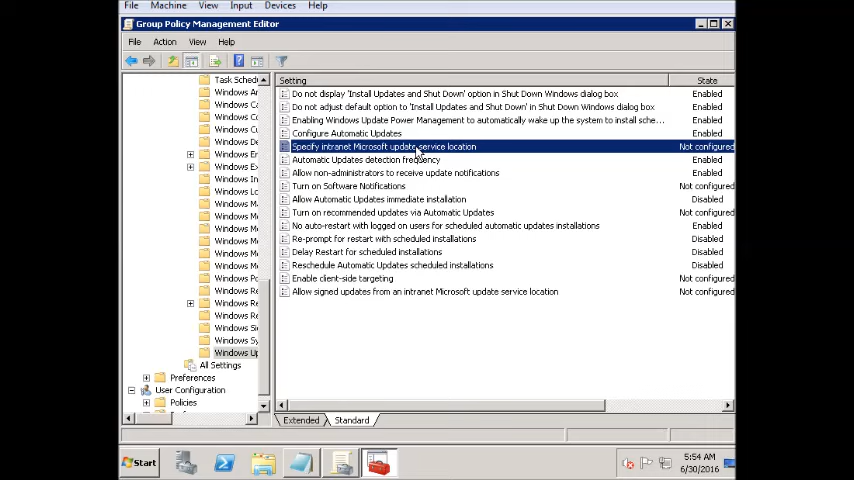 File Machine View Input Devices Help
Group Policy Management Editor
File Action View Help
Setting State
Task Schedu
Windows An
Windows Ca
Windows Co
Windows Cu
Windows De
Windows Er
Windows Ex
Windows In
Windows Lo
Windows Ma
Windows Me
Windows Me
Windows M
Windows M
Windows M
Windows Po
Windows Re
Windows Re
Windows Re
Windows Si
Windows Sy
Windows Up
All Settings
Preferences
User Configuration
Policies
Do not display 'Install Updates and Shut Down' option in Shut Down Windows dialog box Enabled
Do not adjust default option to 'Install Updates and Shut Down' in Shut Down Windows dialog box Enabled
Enabling Windows Update Power Management to automatically wake up the system to install sche... Enabled
Configure Automatic Updates Enabled
Specify intranet Microsoft update service location Not configured
Automatic Updates detection frequency Enabled
Allow non-administrators to receive update notifications Enabled
Turn on Software Notifications Not configured
Allow Automatic Updates immediate installation Disabled
Turn on recommended updates via Automatic Updates Not configured
No auto-restart with logged on users for scheduled automatic updates installations Enabled
Re-prompt for restart with scheduled installations Disabled
Delay Restart for scheduled installations Disabled
Reschedule Automatic Updates scheduled installations Disabled
Enable client-side targeting Not configured
Allow signed updates from an intranet Microsoft update service location Not configured
Extended Standard
Start
5:54 AM
6/30/2016